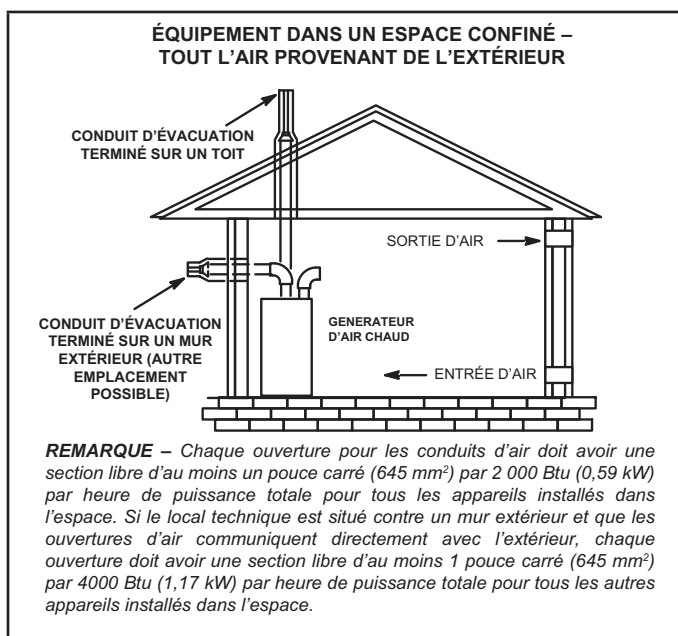 ÉQUIPEMENT DANS UN ESPACE CONFINÉ –
TOUT L’AIR PROVENANT DE L’EXTÉRIEUR
CONDUIT D’ÉVACUATION
TERMINÉ SUR UN TOIT
SORTIE D’AIR
CONDUIT D’ÉVACUATION
TERMINÉ SUR UN MUR
EXTÉRIEUR (AUTRE
EMPLACEMENT
POSSIBLE)
GENERATEUR
D’AIR CHAUD
ENTRÉE D’AIR
REMARQUE – Chaque ouverture pour les conduits d’air doit avoir une
section libre d’au moins un pouce carré (645 mm²) par 2 000 Btu (0,59 kW)
par heure de puissance totale pour tous les appareils installés dans
l’espace. Si le local technique est situé contre un mur extérieur et que les
ouvertures d’air communiquent directement avec l’extérieur, chaque
ouverture doit avoir une section libre d’au moins 1 pouce carré (645 mm²)
par 4000 Btu (1,17 kW) par heure de puissance totale pour tous les autres
appareils installés dans l’espace.